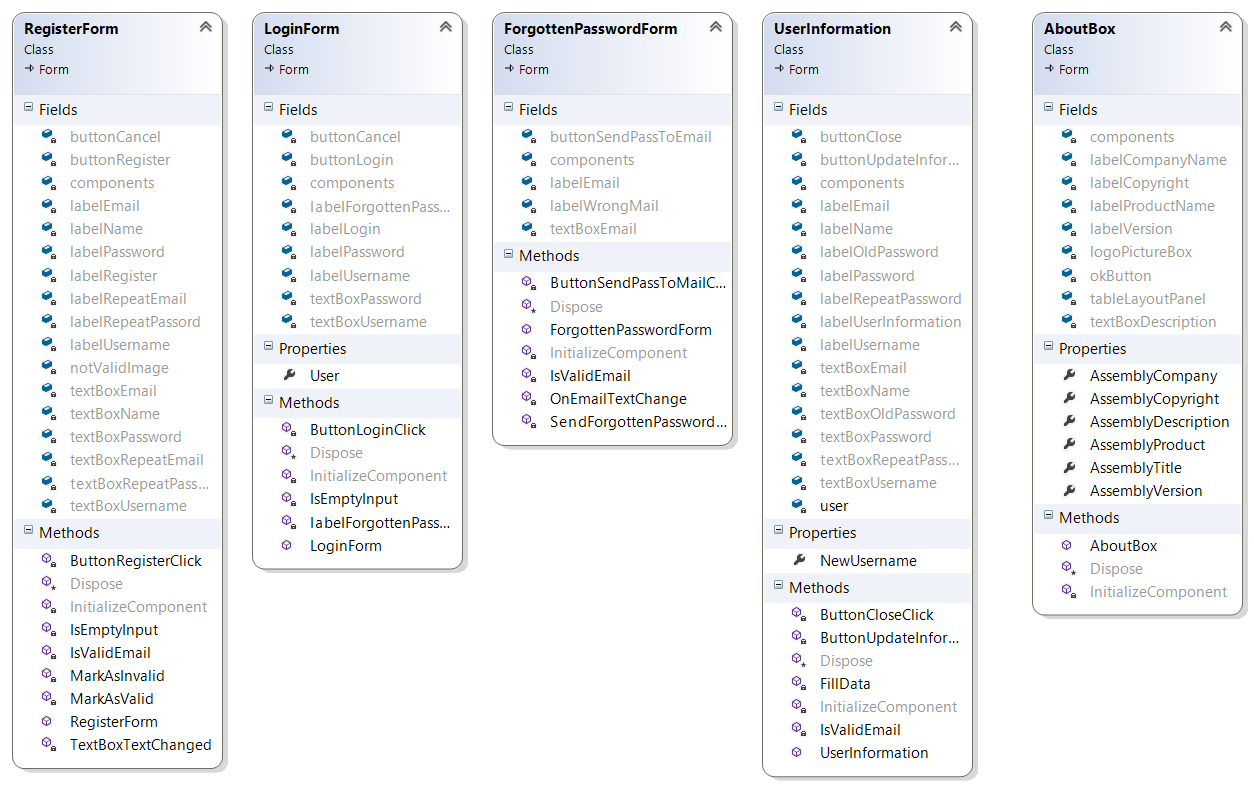 RegisterForm
Class
Form
Fields
buttonCancel
buttonRegister
components
labelEmail
labelName
labelPassword
labelRegister
labelRepeatEmail
labelRepeatPassord
labelUsername
notValidImage
textBoxEmail
textBoxName
textBoxPassword
textBoxRepeatEmail
textBoxRepeatPass...
textBoxUsername
Methods
ButtonRegisterClick
Dispose
InitializeComponent
IsEmptyInput
IsValidEmail
MarkAsInvalid
MarkAsValid
RegisterForm
TextBoxTextChanged
LoginForm
Class
Form
Fields
buttonCancel
buttonLogin
components
labelForgottenPass...
labelLogin
labelPassword
labelUsername
textBoxPassword
textBoxUsername
Properties
User
Methods
ButtonLoginClick
Dispose
InitializeComponent
IsEmptyInput
labelForgottenPass...
LoginForm
ForgottenPasswordForm
Class
Form
Fields
buttonSendPassToEmail
components
labelEmail
labelWrongMail
textBoxEmail
Methods
ButtonSendPassToMailC...
Dispose
ForgottenPasswordForm
InitializeComponent
IsValidEmail
OnEmailTextChange
SendForgottenPassword...
UserInformation
Class
Form
Fields
buttonClose
buttonUpdateInfor...
components
labelEmail
labelName
labelOldPassword
labelPassword
labelRepeatPassword
labelUserInformation
labelUsername
textBoxEmail
textBoxName
textBoxOldPassword
textBoxPassword
textBoxRepeatPass...
textBoxUsername
user
Properties
NewUsername
Methods
ButtonCloseClick
ButtonUpdateInfor...
Dispose
FillData
InitializeComponent
IsValidEmail
UserInformation
AboutBox
Class
Form
Fields
components
labelCompanyName
labelCopyright
labelProductName
labelVersion
logoPictureBox
okButton
tableLayoutPanel
textBoxDescription
Properties
AssemblyCompany
AssemblyCopyright
AssemblyDescription
AssemblyProduct
AssemblyTitle
AssemblyVersion
Methods
AboutBox
Dispose
InitializeComponent